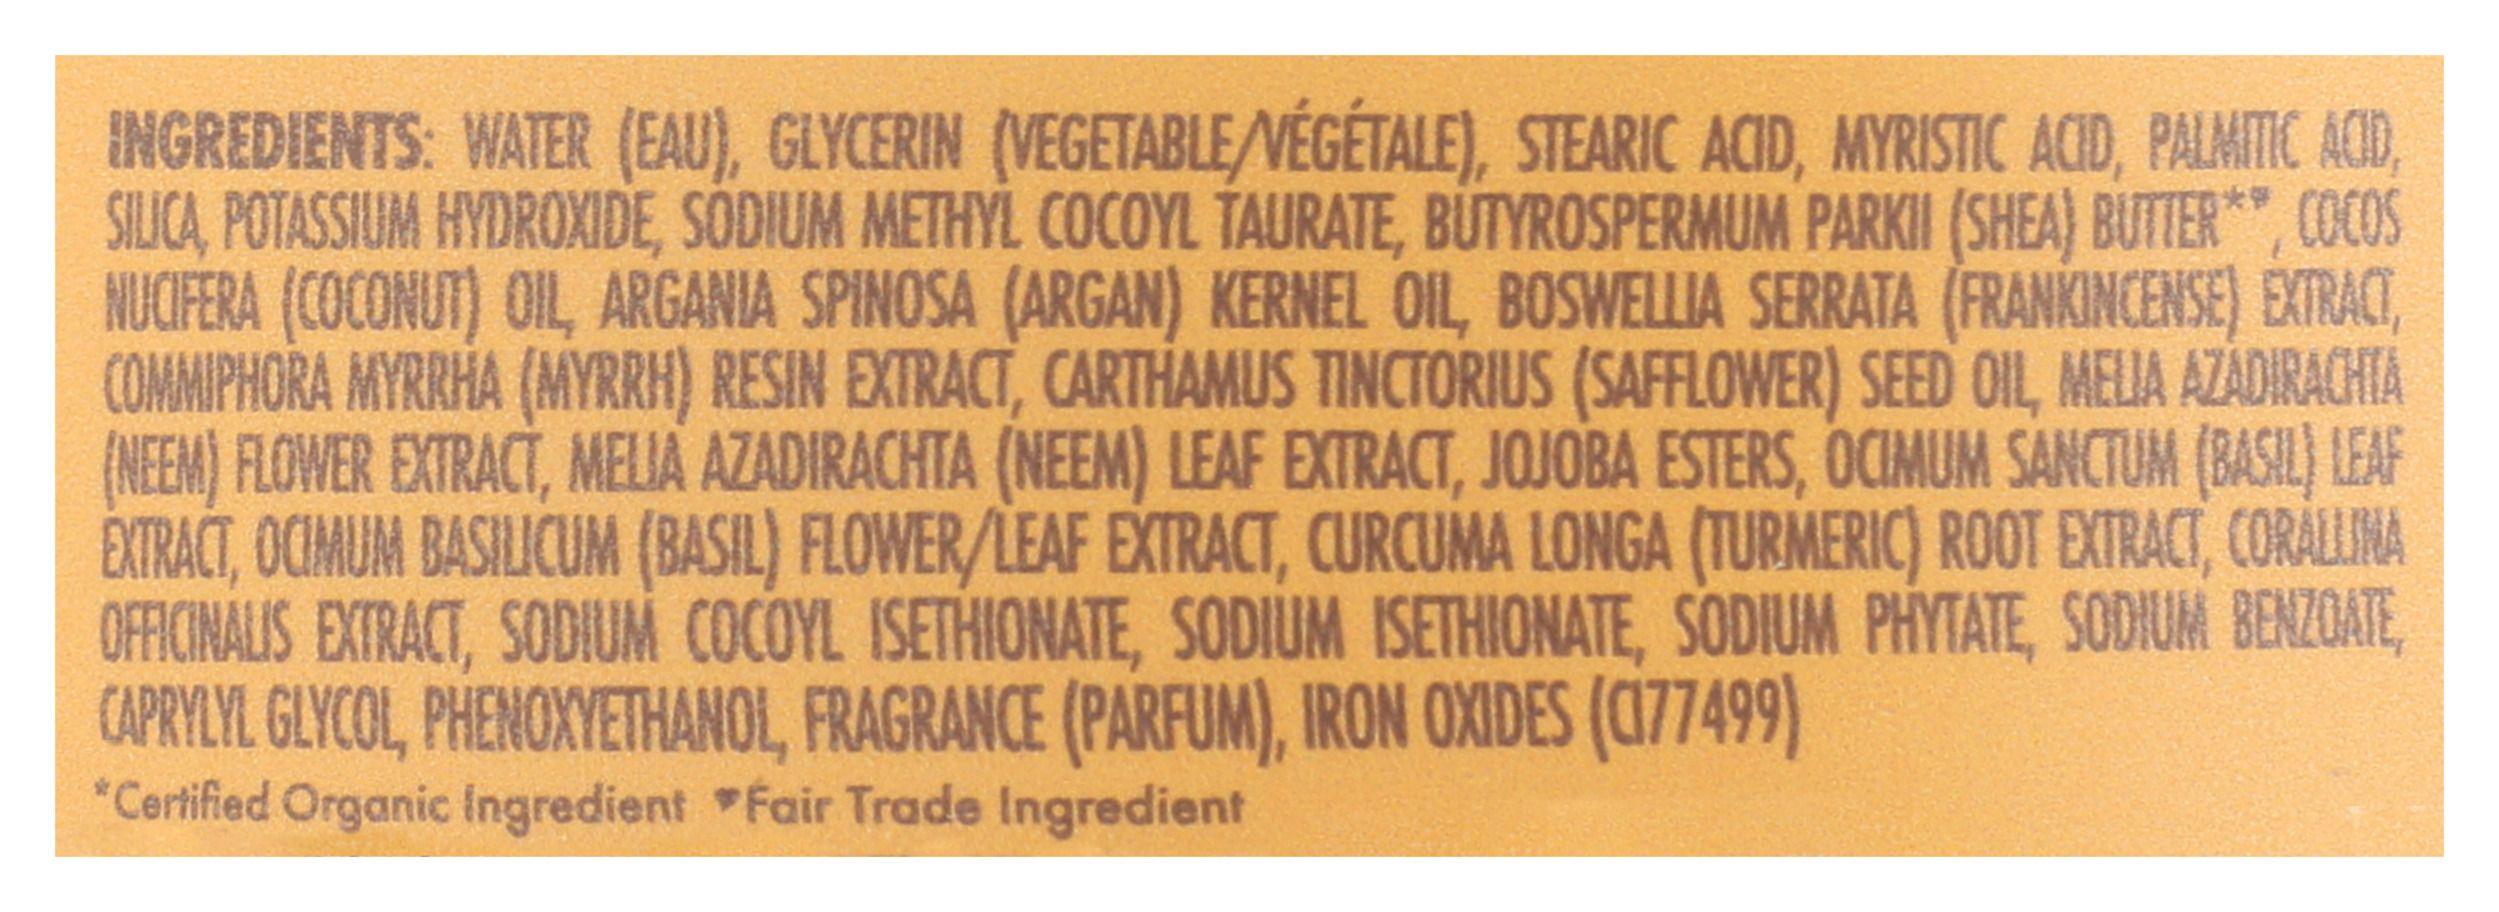 INGREDIENTS: WATER (EAU), GLYCERIN (VEGETABLE/VÉGÉTALE), STEARIC ACID, MYRISTIC ACID, PALMITIC ACID,
SILICA, POTASSIUM HYDROXIDE, SODIUM METHYL COCOYL TAURATE, BUTYROSPERMUM PARKII (SHEA) BUTTER*♥, COCOS
NUCIFERA (COCONUT) OIL, ARGANIA SPINOSA (ARGAN) KERNEL OIL, BOSWELLIA SERRATA (FRANKINCENSE) EXTRACT,
COMMIPHORA MYRRHA (MYRRH) RESIN EXTRACT, CARTHAMUS TINCTORIUS (SAFFLOWER) SEED OIL, MELIA AZADIRACHTA
(NEEM) FLOWER EXTRACT, MELIA AZADIRACHTA (NEEM) LEAF EXTRACT, JOJOBA ESTERS, OCIMUM SANCTUM (BASIL) LEAF
EXTRACT, OCIMUM BASILICUM (BASIL) FLOWER/LEAF EXTRACT, CURCUMA LONGA (TURMERIC) ROOT EXTRACT, CORALLINA
OFFICINALIS EXTRACT, SODIUM COCOYL ISETHIONATE, SODIUM ISETHIONATE, SODIUM PHYTATE, SODIUM BENZOATE,
CAPRYLYL GLYCOL, PHENOXYETHANOL, FRAGRANCE (PARFUM), IRON OXIDES (CI77499)
*Certified Organic Ingredient ♥Fair Trade Ingredient